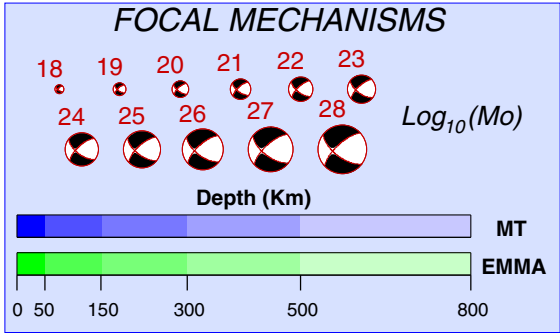 FOCAL MECHANISMS
18 19 20 21 22 23
24 25 26 27 28
Log10(Mo)
Depth (Km)
MT
EMMA
0 50 150 300 500 800